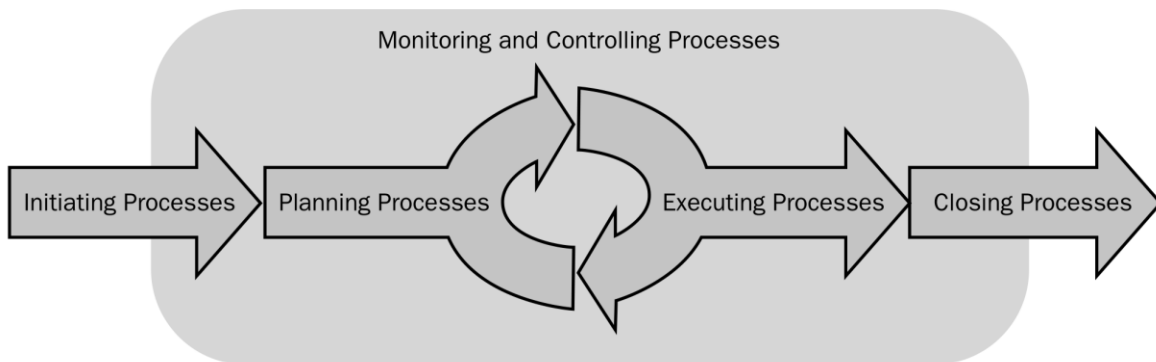 Monitoring and Controlling Processes
Initiating Processes
Planning Processes
Executing Processes
Closing Processes